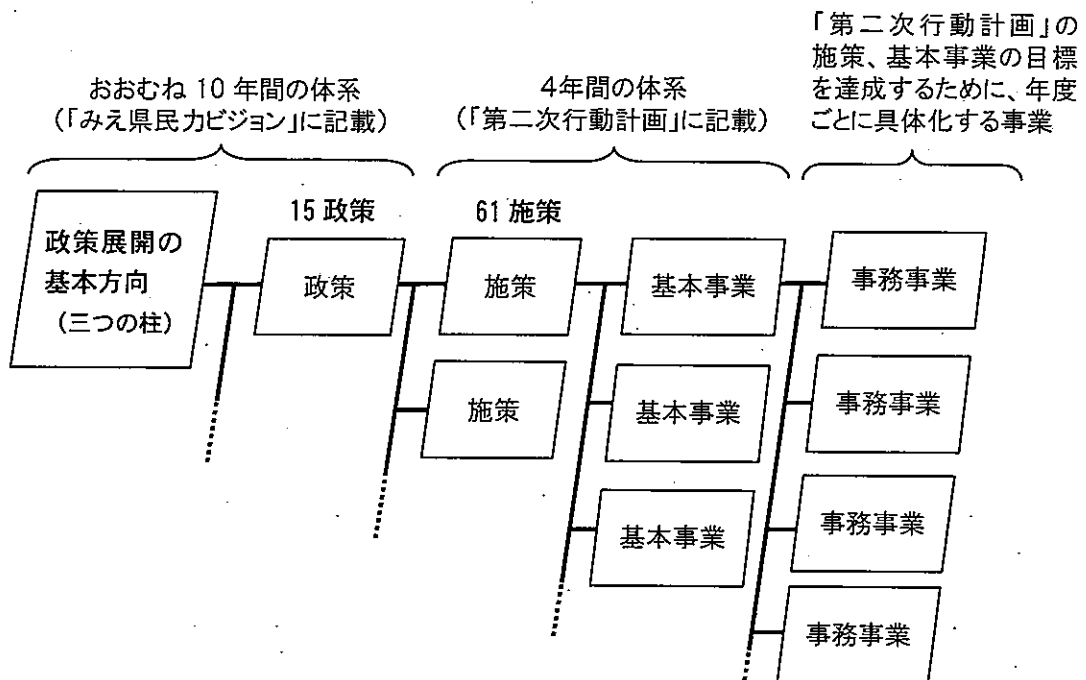 おおむね 10 年間の体系
(「みえ県民力ビジョン」に記載)
4年間の体系
(「第二次行動計画」に記載)
「第二次行動計画」の
施策、基本事業の目標
を達成するために、年度
ごとに具体化する事業
政策展開の
基本方向
(三つの柱)
15 政策
政策
61 施策
施策
施策
基本事業
基本事業
基本事業
事務事業
事務事業
事務事業
事務事業